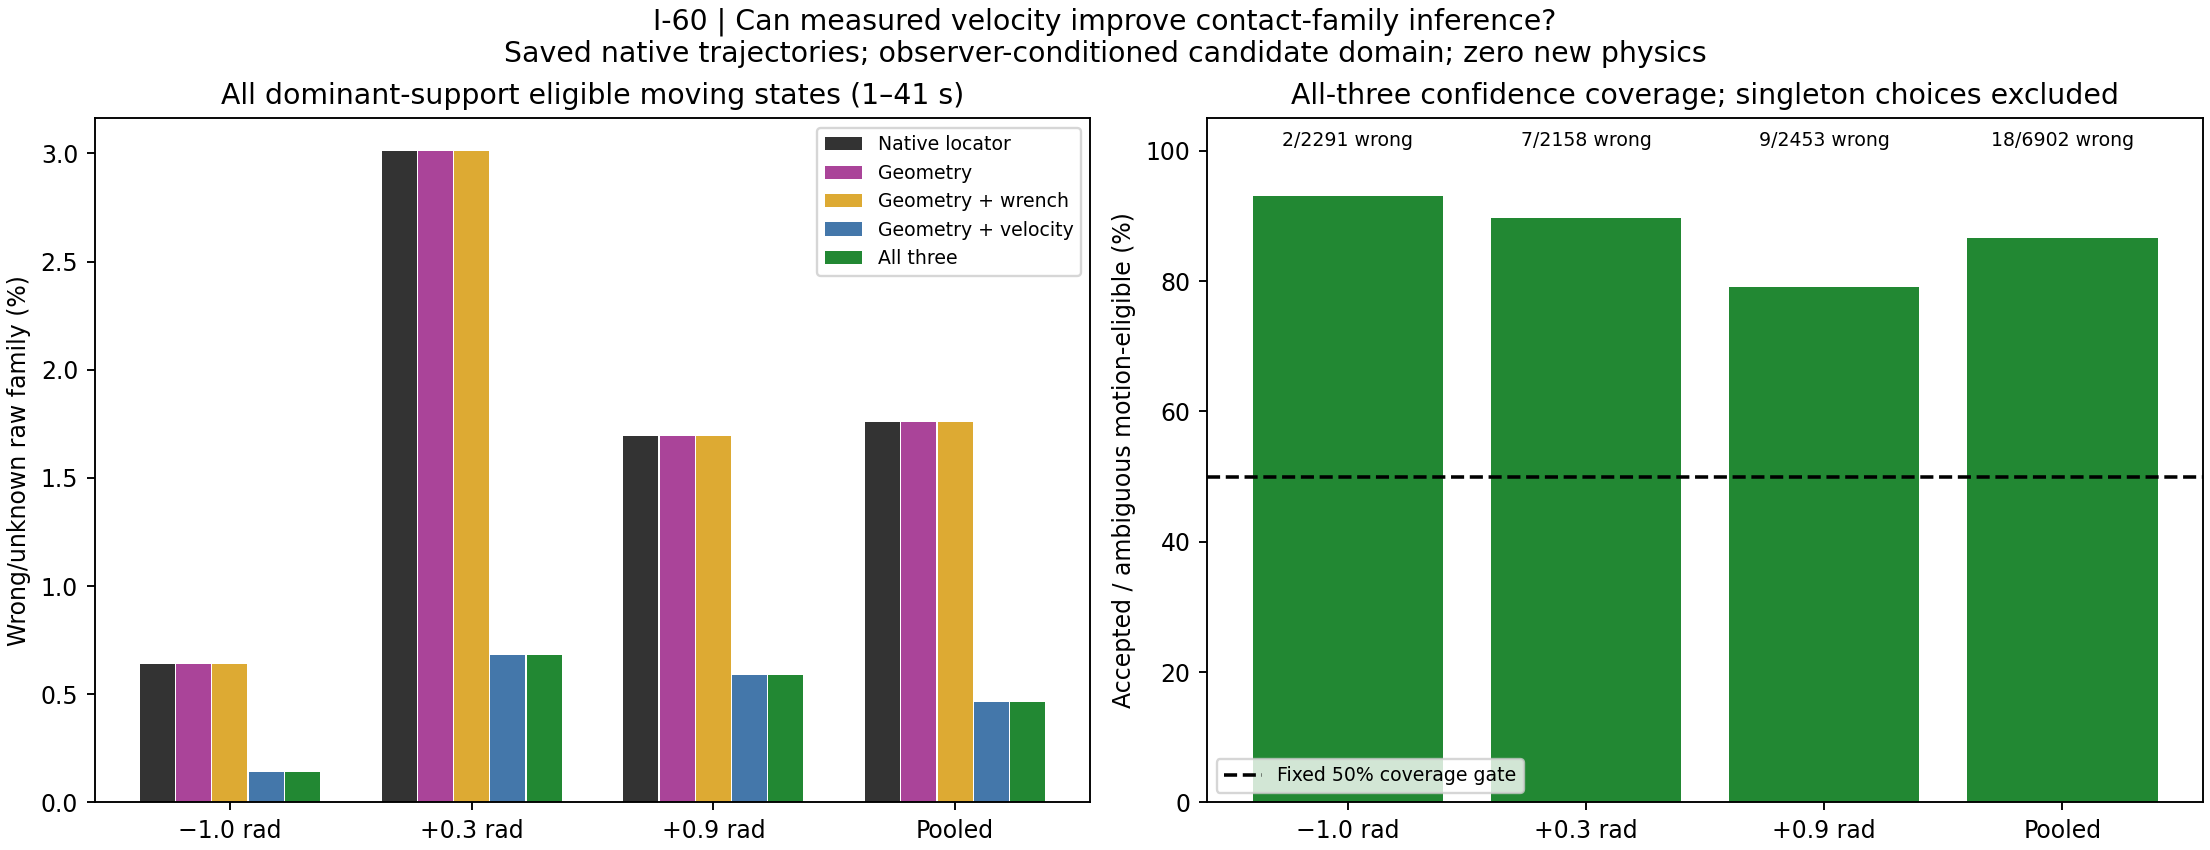 I-60 | Can measured velocity improve contact-family inference?
Saved native trajectories; observer-conditioned candidate domain; zero new physics
All dominant-support eligible moving states (1–41 s)
Wrong/unknown raw family (%)
3.0
2.5
2.0
1.5
1.0
0.5
0.0
Native locator
Geometry
Geometry + wrench
Geometry + velocity
All three
−1.0 rad
+0.3 rad
+0.9 rad
Pooled
All-three confidence coverage; singleton choices excluded
Accepted / ambiguous motion-eligible (%)
100
80
60
40
20
0
2/2291 wrong
7/2158 wrong
9/2453 wrong
18/6902 wrong
Fixed 50% coverage gate
−1.0 rad
+0.3 rad
+0.9 rad
Pooled